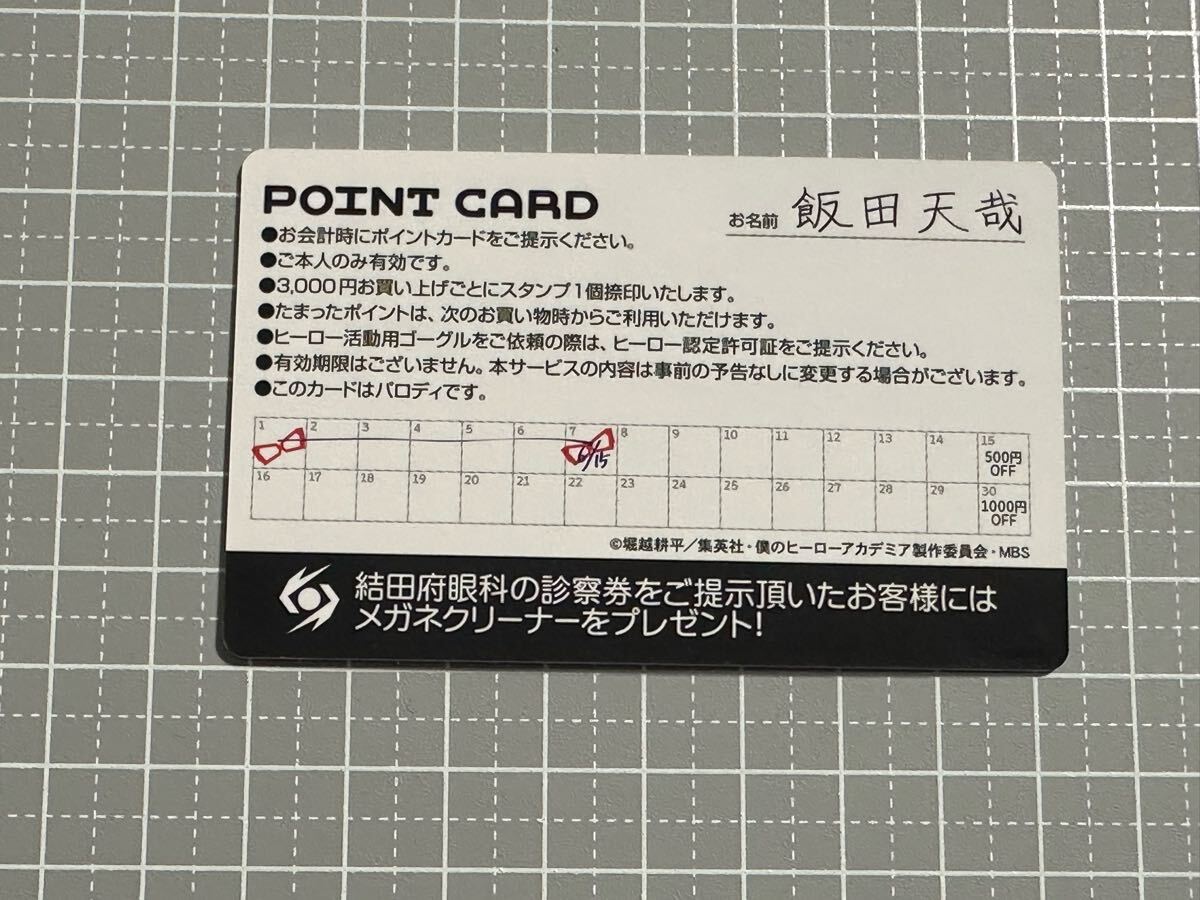 POINT CARD
お名前 飯田天哉
●お会計時にポイントカードをご提示ください。
●ご本人のみ有効です。
●3,000円お買い上げごとにスタンプ1個捺印いたします。
●たまったポイントは、次のお買い物時からご利用いただけます。
●ヒーロー活動用ゴーグルをご依頼の際は、ヒーロー認定許可証をご提示ください。
●有効期限はございません。本サービスの内容は事前の予告なしに変更する場合がございます。
●このカードはパロディです。
1 2 3 4 5 6 7 8 9 10 11 12 13 14 15
6/15
500円
OFF
16 17 18 19 20 21 22 23 24 25 26 27 28 29 30
1000円
OFF
©堀越耕平／集英社・僕のヒーローアカデミア製作委員会・MBS
結田府眼科の診察券をご提示頂いたお客様には
メガネクリーナーをプレゼント!